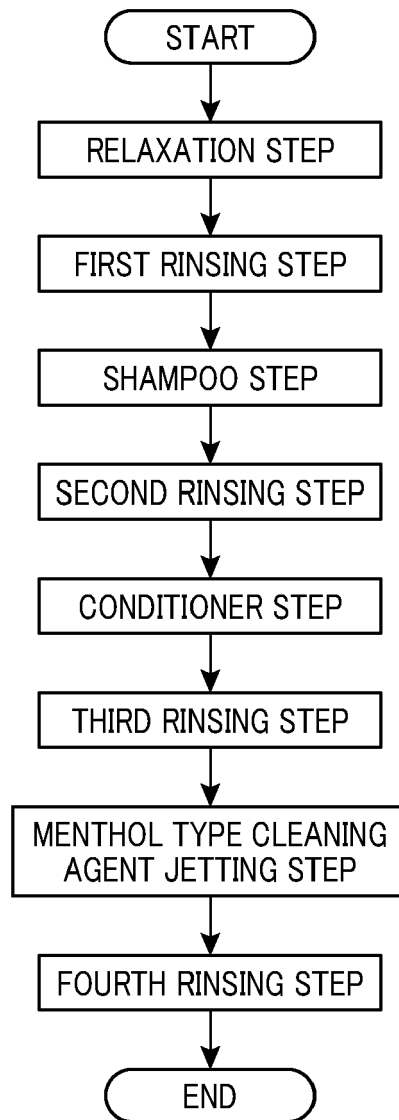 START
RELAXATION STEP
FIRST RINSING STEP
SHAMPOO STEP
SECOND RINSING STEP
CONDITIONER STEP
THIRD RINSING STEP
MENTHOL TYPE CLEANING
AGENT JETTING STEP
FOURTH RINSING STEP
END